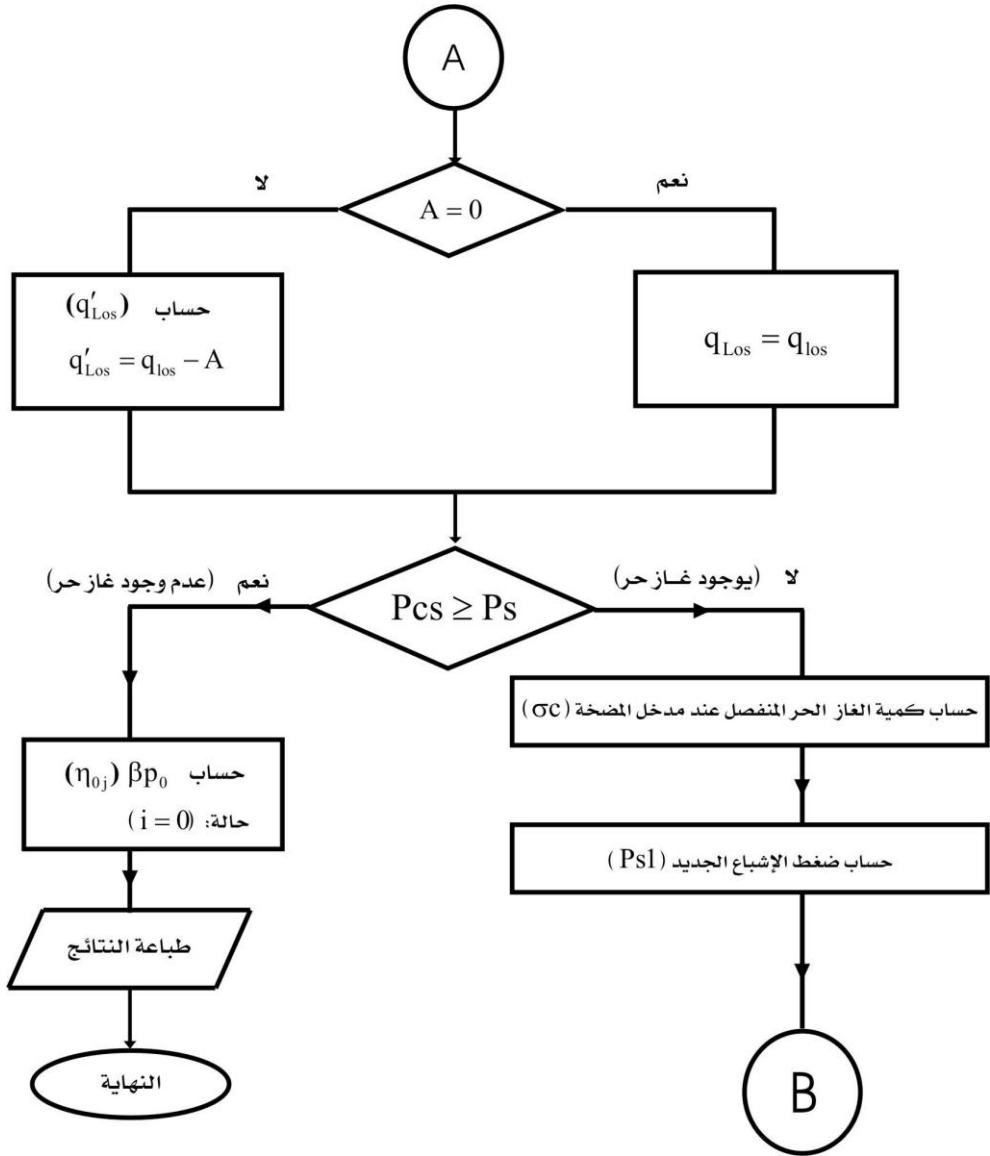 A
نعم
لا
A = 0
حساب (q′Los)
q′Los = qlos − A
qLos = qlos
نعم (عدم وجود غاز حر)
لا (يوجود غاز حر)
Pcs ≥ Ps
حساب كمية الغاز الحر المنفصل عند مدخل المضخة (σc)
حساب βp0 (η0j)
حالة: (i = 0)
حساب ضغط الإشباع الجديد (Ps1)
طباعة النتائج
النهاية
B